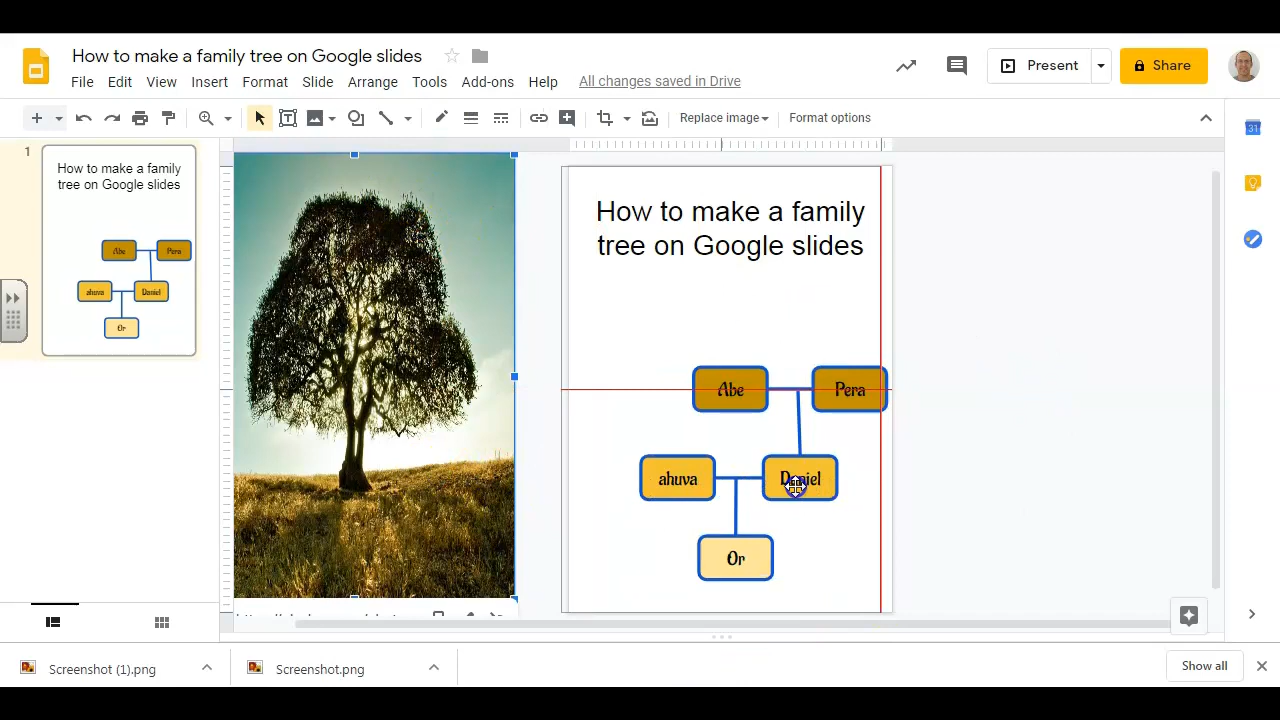 How to make a family tree on Google slides
File Edit View Insert Format Slide Arrange Tools Add-ons Help All changes saved in Drive
Present
Share
Replace image
Format options
31
1
How to make a family
tree on Google slides
Abe Pera
ahuva Daniel
Or
How to make a family
tree on Google slides
Abe Pera
ahuva Daniel
Or
Screenshot (1).png
Screenshot.png
Show all